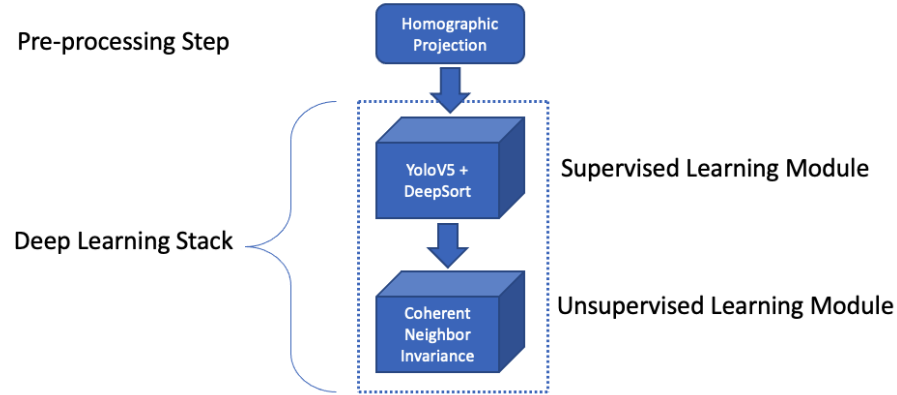 Pre-processing Step
Homographic
Projection
YoloV5 +
DeepSort
Supervised Learning Module
Deep Learning Stack
Coherent
Neighbor
Invariance
Unsupervised Learning Module